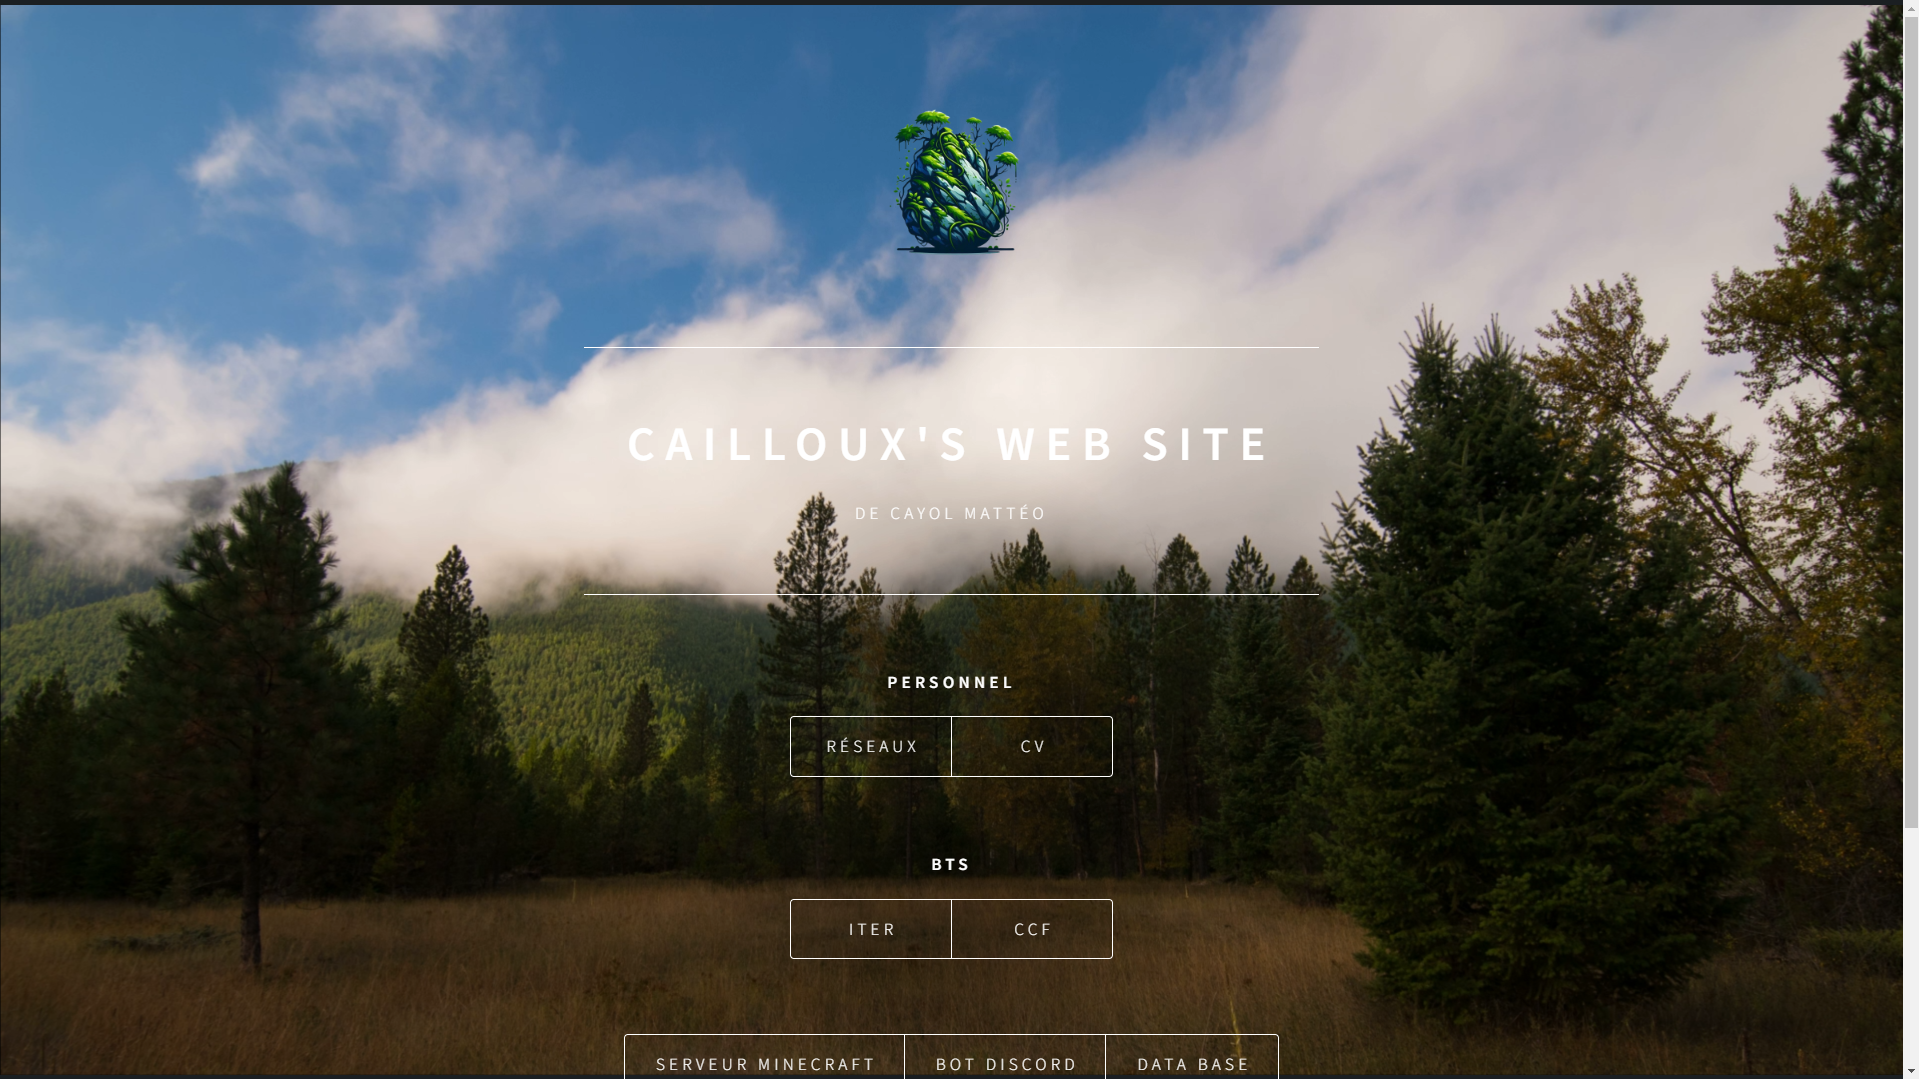 CAILLOUX'S WEB SITE
DE CAYOL MATTÉO
PERSONNEL
RÉSEAUX CV
BTS
ITER CCF
SERVEUR MINECRAFT BOT DISCORD DATA BASE